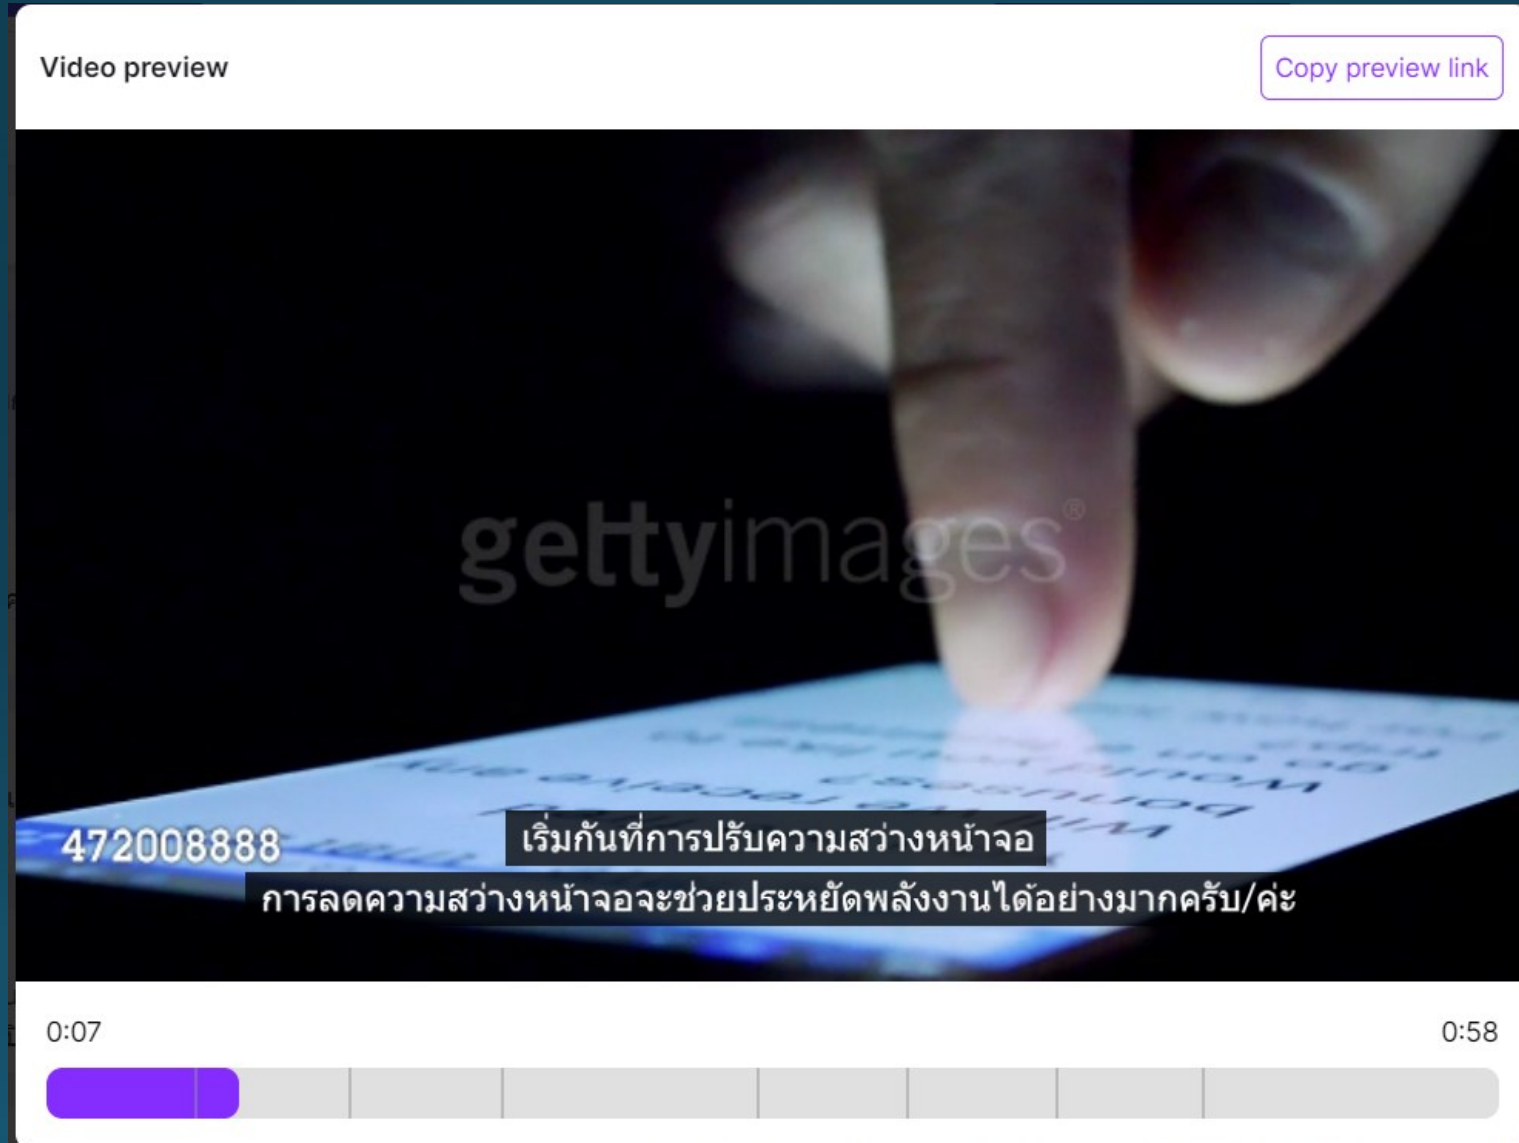 Video preview
Copy preview link
gettyimages®
472008888
เริ่มกันที่การปรับความสว่างหน้าจอ
การลดความสว่างหน้าจอจะช่วยประหยัดพลังงานได้อย่างมากครับ/ค่ะ
0:07
0:58